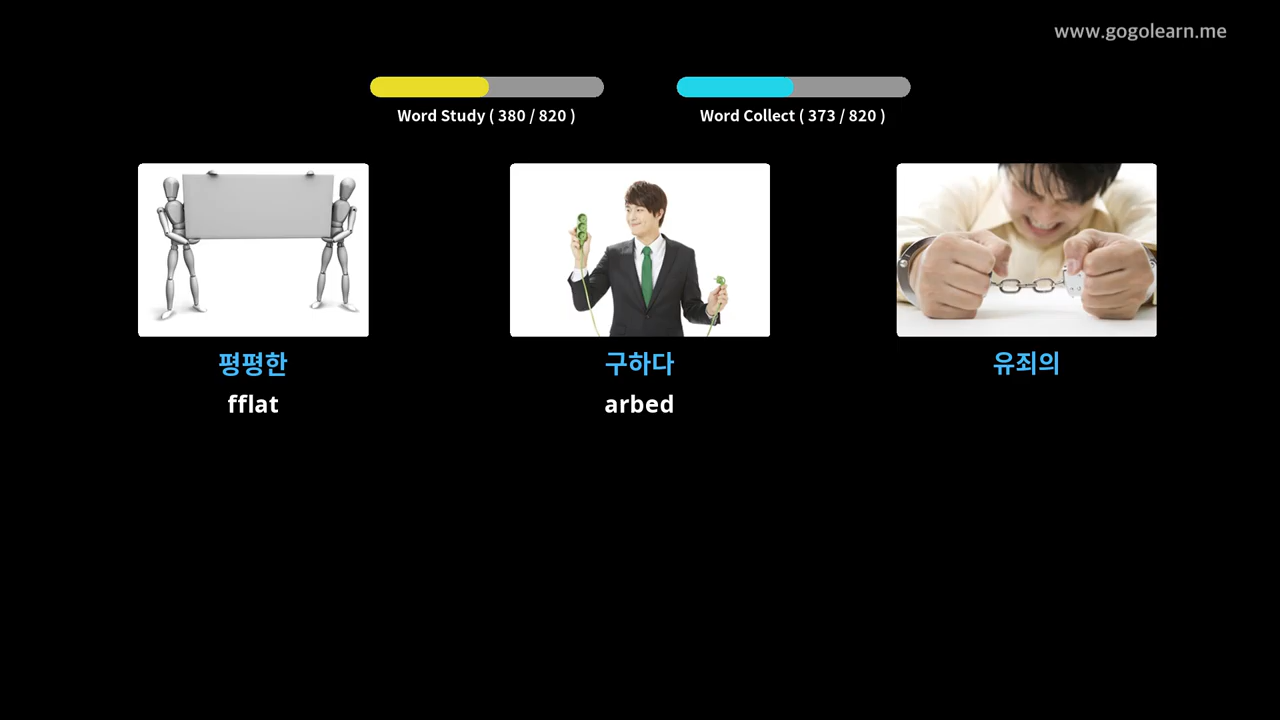 www.gogolearn.me
Word Study ( 380 / 820 )
Word Collect ( 373 / 820 )
평평한
구하다
유죄의
fflat
arbed